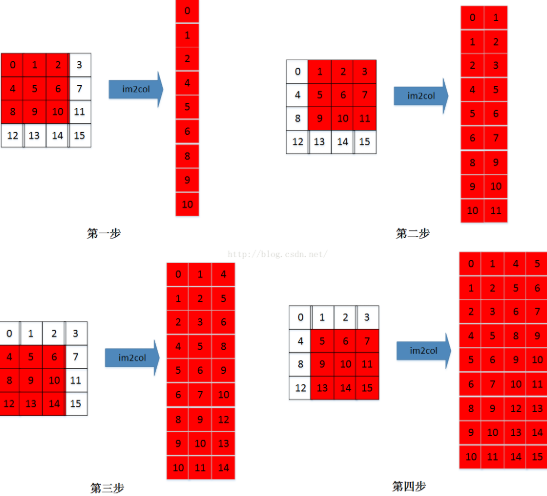 0 1 2 3
4 5 6 7
8 9 10 11
12 13 14 15
im2col
0
1
2
4
5
6
8
9
10
第一步
0 1 2 3
4 5 6 7
8 9 10 11
12 13 14 15
im2col
0 1
1 2
2 3
4 5
5 6
6 7
8 9
9 10
10 11
第二步
http://blog.csdn.net/
0 1 2 3
4 5 6 7
8 9 10 11
12 13 14 15
im2col
0 1 4
1 2 5
2 3 6
4 5 8
5 6 9
6 7 10
8 9 12
9 10 13
10 11 14
第三步
0 1 2 3
4 5 6 7
8 9 10 11
12 13 14 15
im2col
0 1 4 5
1 2 5 6
2 3 6 7
4 5 8 9
5 6 9 10
6 7 10 11
8 9 12 13
9 10 13 14
10 11 14 15
第四步